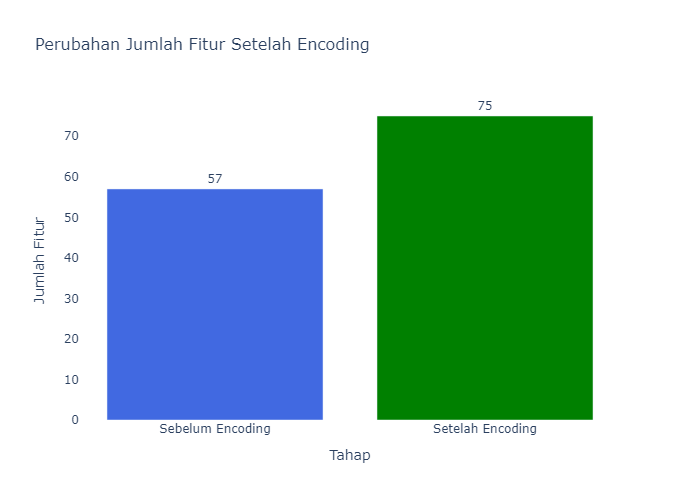 Perubahan Jumlah Fitur Setelah Encoding
75
57
70
60
50
40
30
20
10
0
Jumlah Fitur
Sebelum Encoding
Setelah Encoding
Tahap